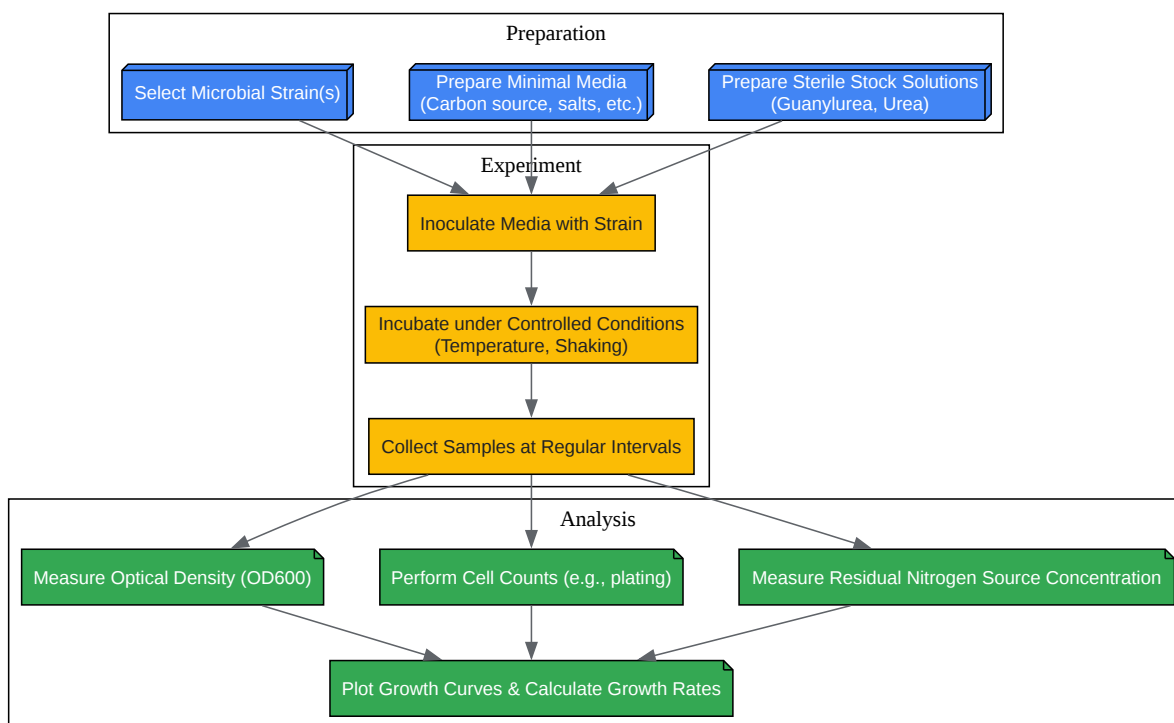 Preparation
Select Microbial Strain(s)
Prepare Minimal Media
(Carbon source, salts, etc.)
Prepare Sterile Stock Solutions
(Guanylurea, Urea)
Experiment
Inoculate Media with Strain
Incubate under Controlled Conditions
(Temperature, Shaking)
Collect Samples at Regular Intervals
Analysis
Measure Optical Density (OD600)
Perform Cell Counts (e.g., plating)
Measure Residual Nitrogen Source Concentration
Plot Growth Curves & Calculate Growth Rates